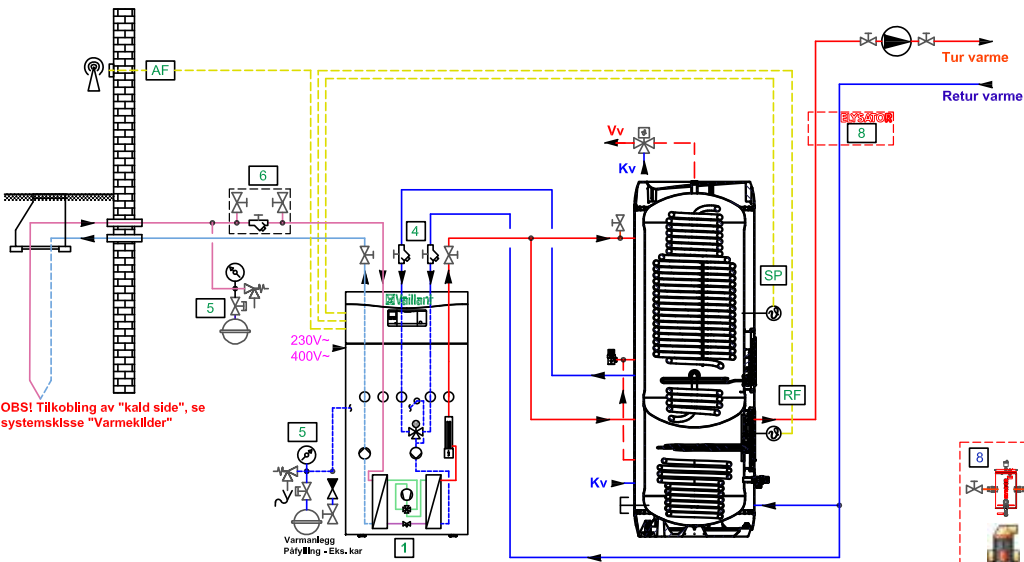 AF
Tur varme
Retur varme
ELYSATOR
8
Vv
Kv
6
4
SP
5
Vaillant
230V~
400V~
RF
OBS! Tilkobling av "kald side", se
systemskisse "Varmekilder"
5
Kv
8
Varmanlegg
Påfylling - Eks. kar
1